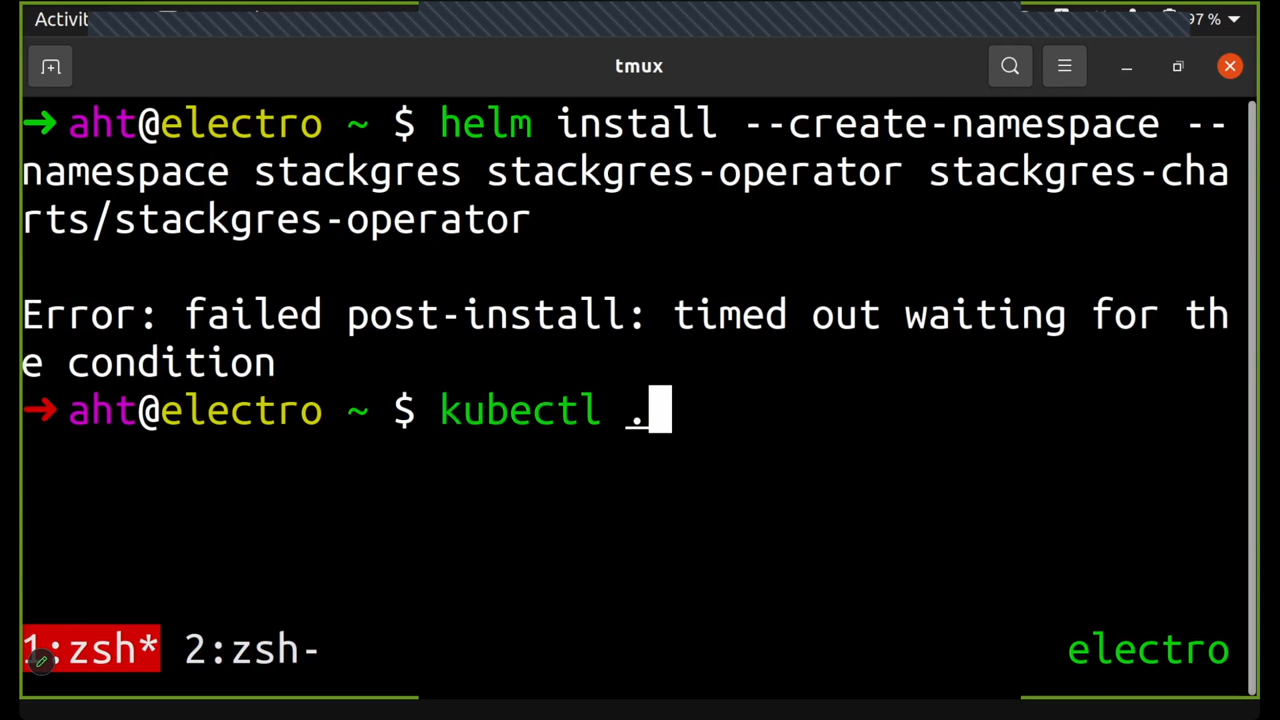 Activit
97 %
tmux
➜ aht@electro ~ $ helm install --create-namespace --
namespace stackgres stackgres-operator stackgres-cha
rts/stackgres-operator
Error: failed post-install: timed out waiting for th
e condition
➜ aht@electro ~ $ kubectl .
1:zsh* 2:zsh-
electro